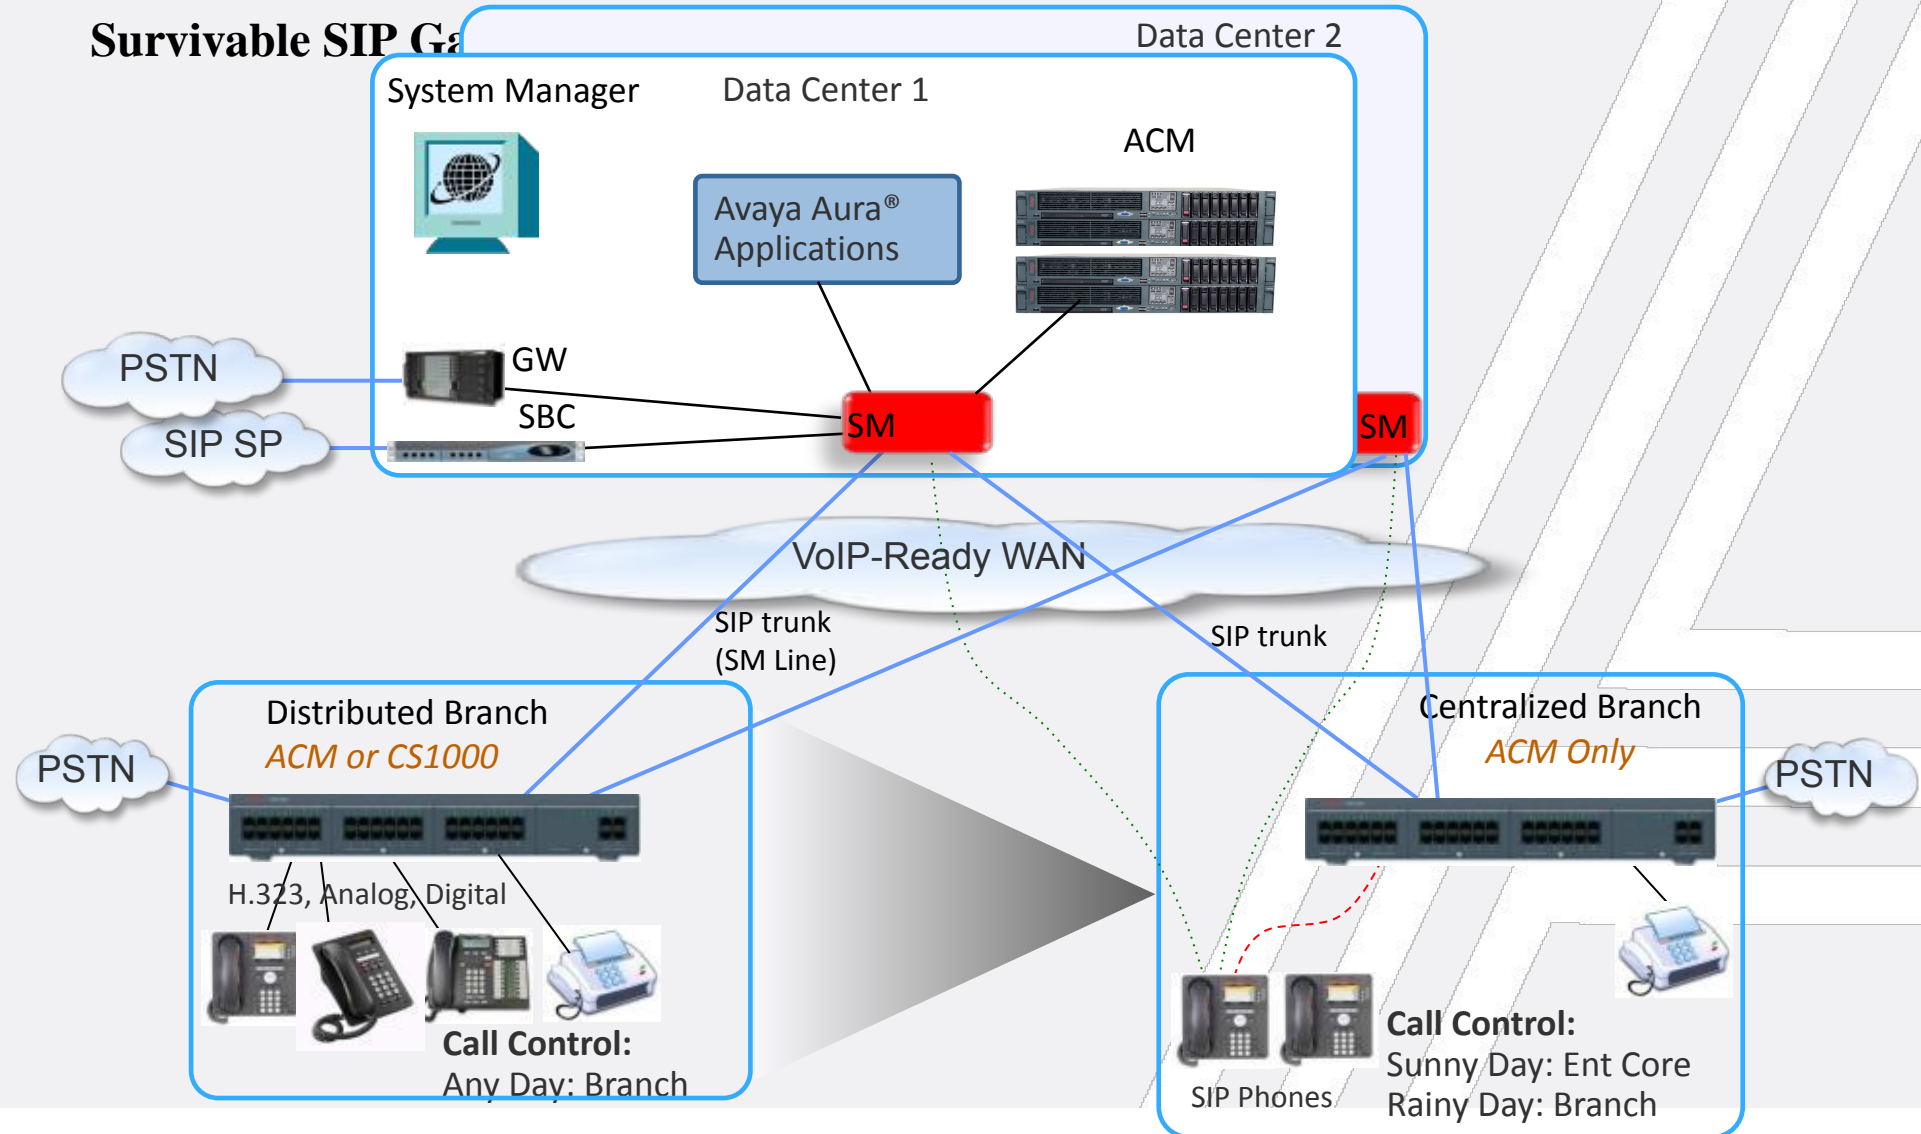 Survivable SIP Ga
Data Center 2
System Manager
Data Center 1
ACM
Avaya Aura®
Applications
PSTN
GW
SBC
SIP SP
SM
SM
VoIP-Ready WAN
SIP trunk
(SM Line)
SIP trunk
Distributed Branch
ACM or CS1000
Centralized Branch
ACM Only
PSTN
PSTN
H.323, Analog, Digital
Call Control:
Any Day: Branch
SIP Phones
Call Control:
Sunny Day: Ent Core
Rainy Day: Branch